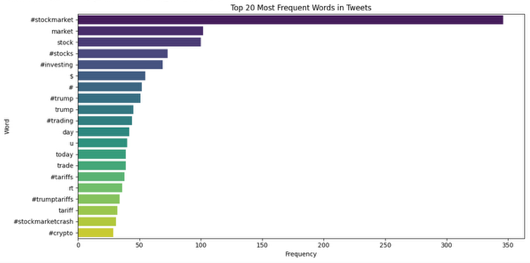 Top 20 Most Frequent Words in Tweets
#stockmarket
market
stock
#stocks
#investing
$
#
#trump
trump
#trading
day
u
today
trade
#tariffs
rt
#trumptariffs
tariff
#stockmarketcrash
#crypto
Word
0 50 100 150 200 250 300 350
Frequency